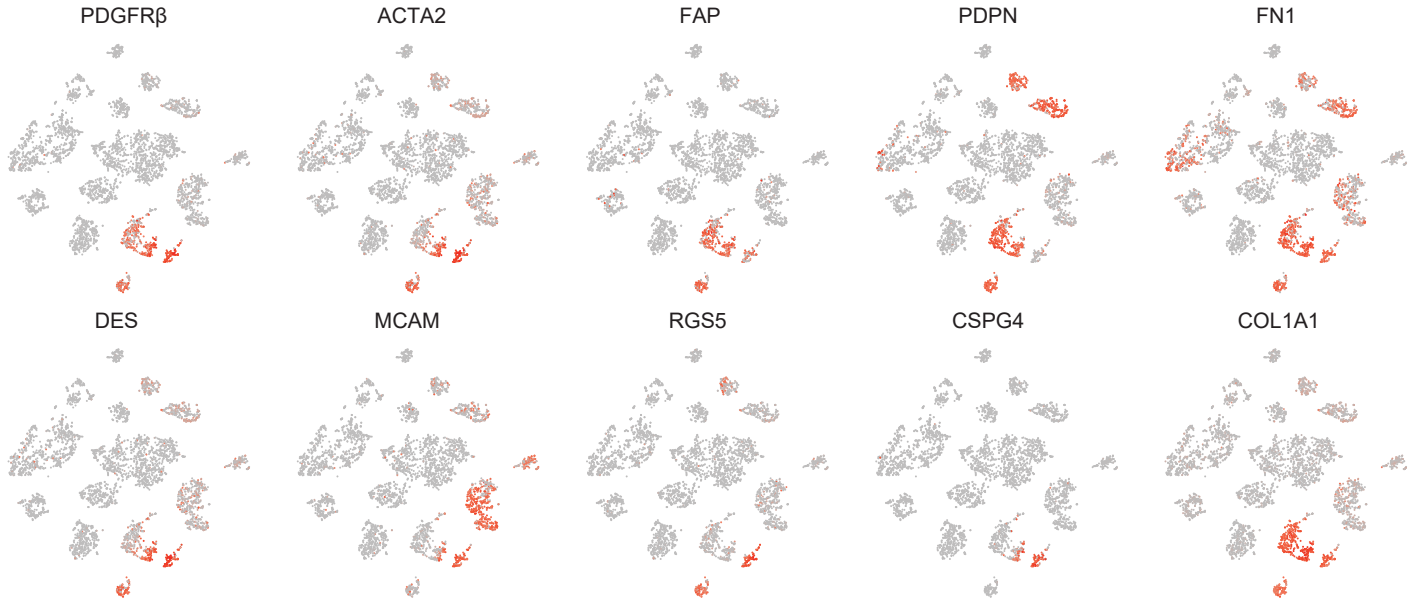 PDGFRβ ACTA2 FAP PDPN FN1
DES MCAM RGS5 CSPG4 COL1A1